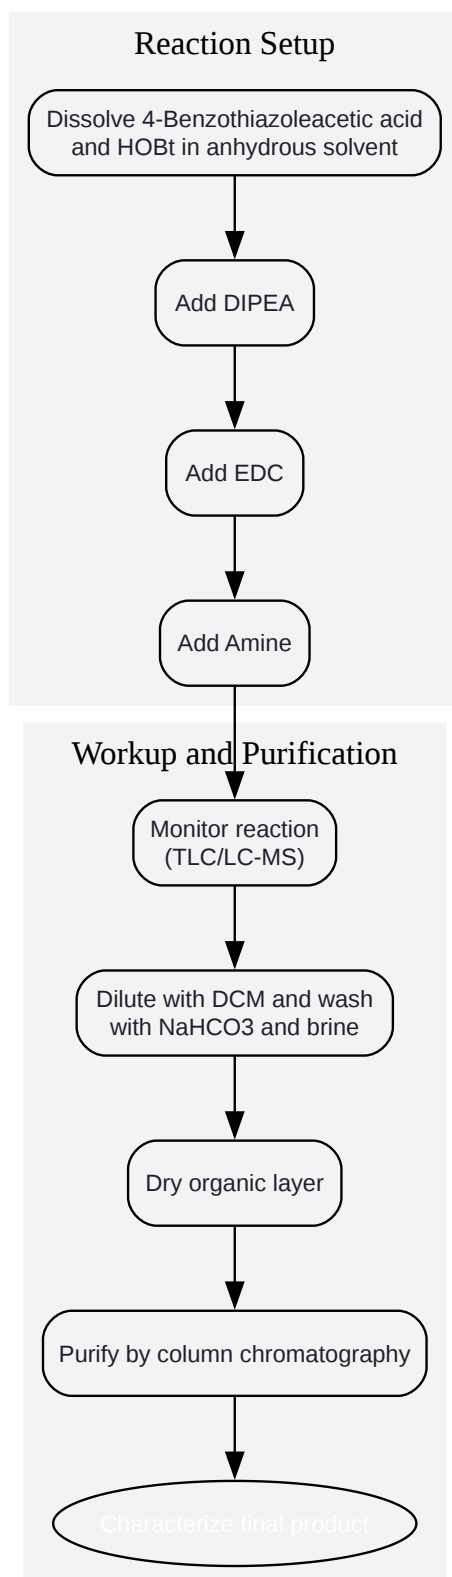 Reaction Setup
Dissolve 4-Benzothiazoleacetic acid
and HOBt in anhydrous solvent
Add DIPEA
Add EDC
Add Amine
Workup and Purification
Monitor reaction
(TLC/LC-MS)
Dilute with DCM and wash
with NaHCO3 and brine
Dry organic layer
Purify by column chromatography
Characterize final product